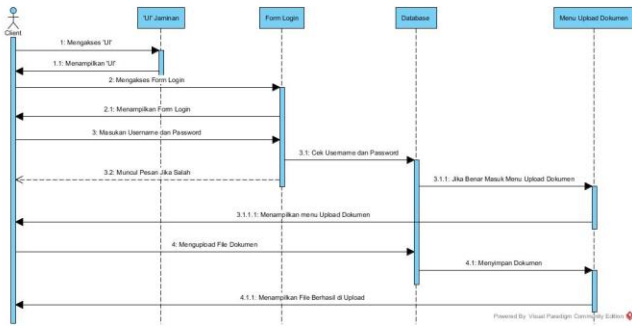 'UI' Jaminan
Form Login
Database
Menu Upload Dokumen
Client
1: Mengakses 'UI'
1.1: Menampilkan 'UI'
2: Mengakses Form Login
2.1: Menampilkan Form Login
3: Masukan Username dan Password
3.1: Cek Username dan Password
3.2: Muncul Pesan Jika Salah
3.1.1: Jika Benar Masuk Menu Upload Dokumen
3.1.1.1: Menampilkan menu Upload Dokumen
4: Mengupload File Dokumen
4.1: Menyimpan Dokumen
4.1.1: Menampilkan File Berhasil di Upload
Powered By Visual Paradigm Community Edition